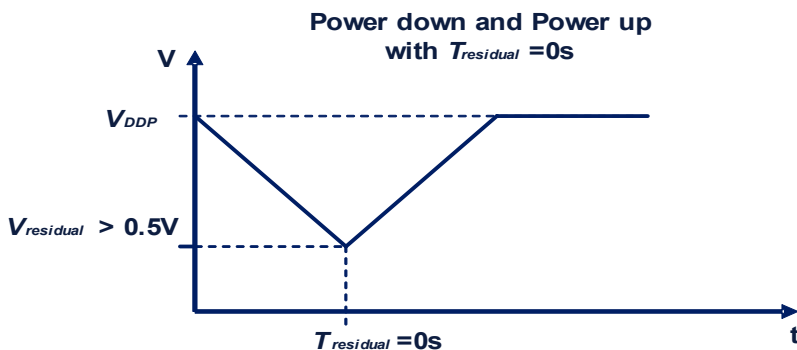 Power down and Power up
with Tresidual =0s
V
VDDP
Vresidual > 0.5V
t
Tresidual =0s